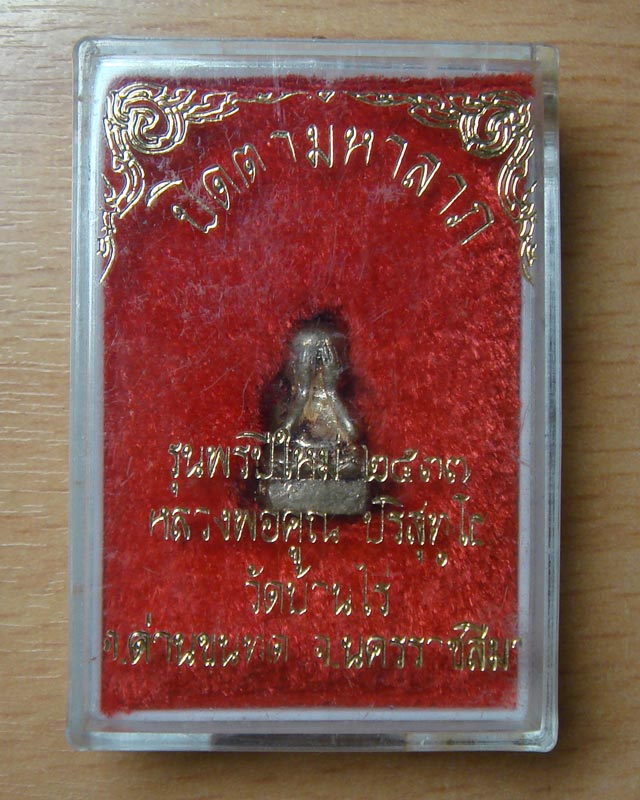 ปิดตามหาลาภ
รุ่นพรปีใหม่ ๒๕๓๗
หลวงพ่อคูณ ปริสุทฺโธ
วัดบ้านไร่
อ.ด่านขุนทด จ.นครราชสีมา